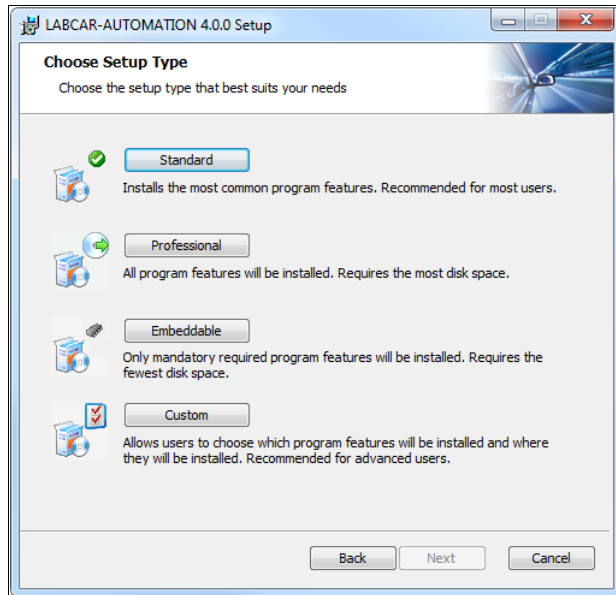 LABCAR-AUTOMATION 4.0.0 Setup
Choose Setup Type
Choose the setup type that best suits your needs
Standard
Installs the most common program features. Recommended for most users.
Professional
All program features will be installed. Requires the most disk space.
Embeddable
Only mandatory required program features will be installed. Requires the
fewest disk space.
Custom
Allows users to choose which program features will be installed and where
they will be installed. Recommended for advanced users.
Back
Next
Cancel